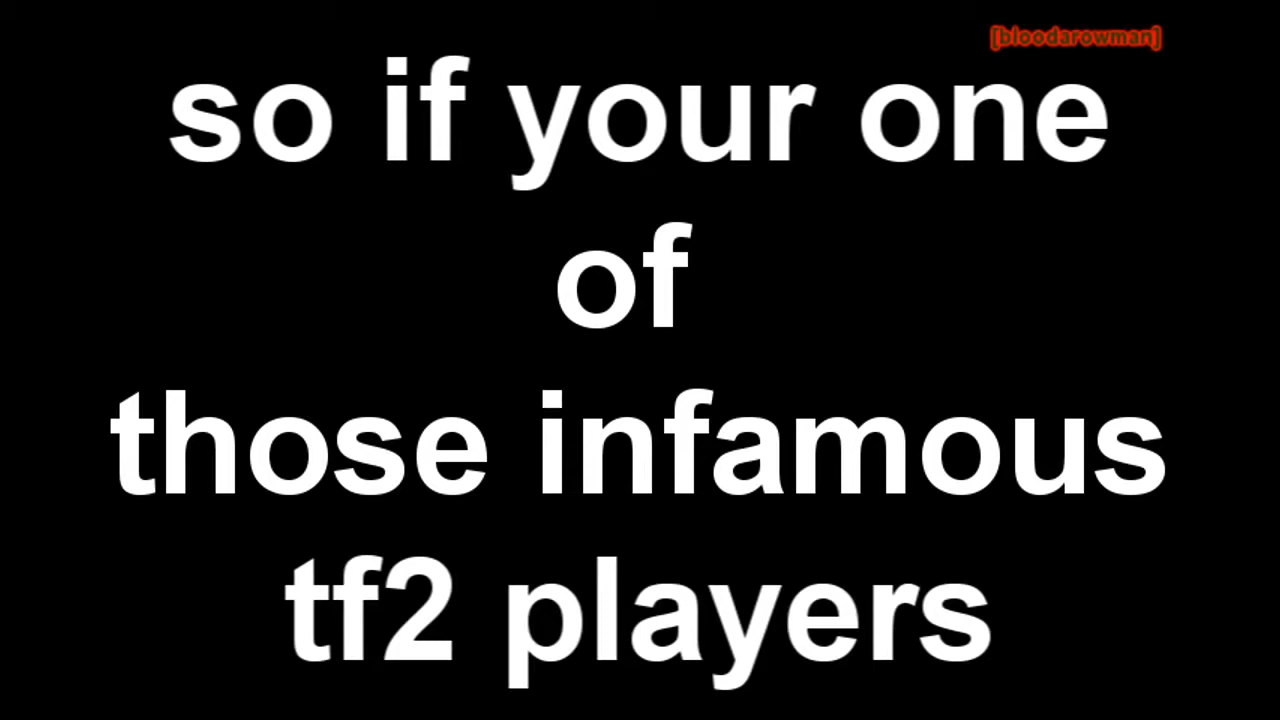 [bloodarowman]
so if your one
of
those infamous
tf2 players